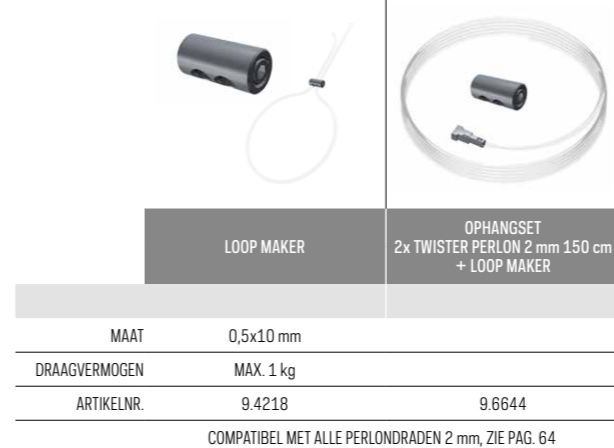 LOOP MAKER
OPHANGSET
2x TWISTER PERLON 2 mm 150 cm
+ LOOP MAKER
MAAT 0,5x10 mm
DRAAGVERMOGEN MAX. 1 kg
ARTIKELNR. 9.4218 9.6644
COMPATIBEL MET ALLE PERLONDRADEN 2 mm, ZIE PAG. 64